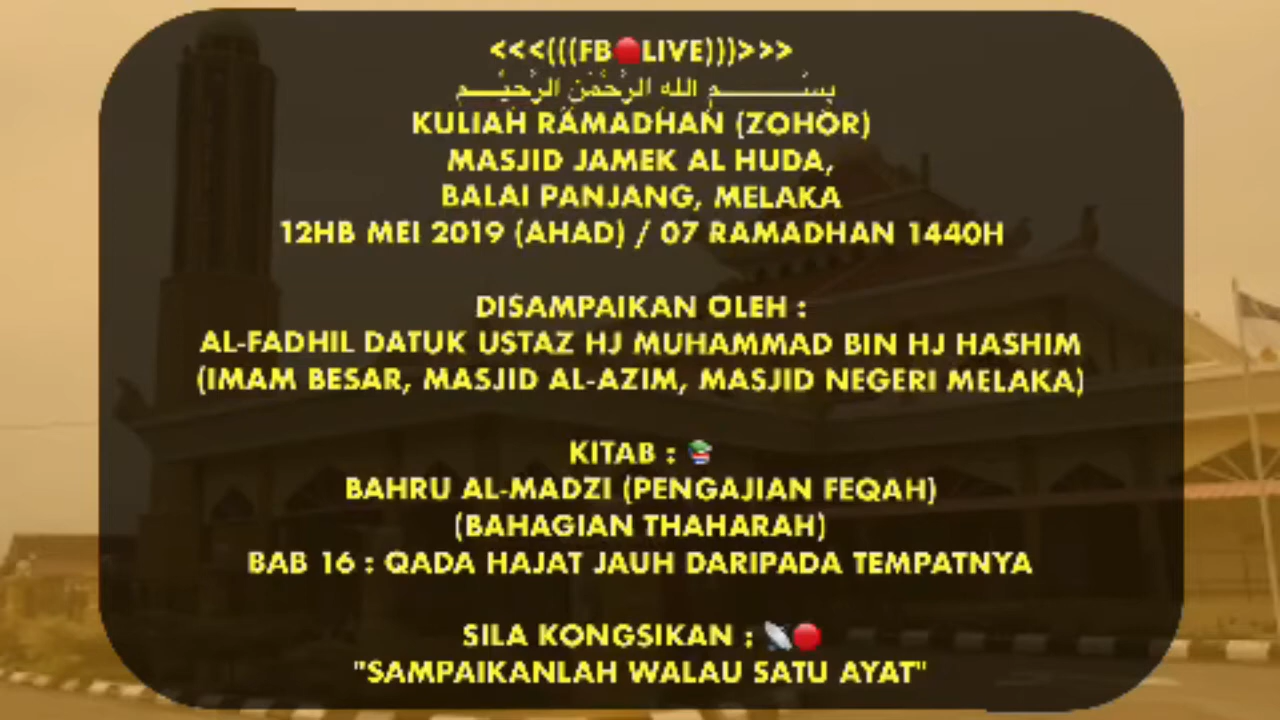 <<<(((FB🔴LIVE)))>>>
بِسْـــــــــمِ اللهِ الرَّحْمَنِ الرَّحِيْـــمِ
KULIAH RAMADHAN (ZOHOR)
MASJID JAMEK AL HUDA,
BALAI PANJANG, MELAKA
12HB MEI 2019 (AHAD) / 07 RAMADHAN 1440H
DISAMPAIKAN OLEH :
AL-FADHIL DATUK USTAZ HJ MUHAMMAD BIN HJ HASHIM
(IMAM BESAR, MASJID AL-AZIM, MASJID NEGERI MELAKA)
KITAB : 📚
BAHRU AL-MADZI (PENGAJIAN FEQAH)
(BAHAGIAN THAHARAH)
BAB 16 : QADA HAJAT JAUH DARIPADA TEMPATNYA
SILA KONGSIKAN : 📡🔴
"SAMPAIKANLAH WALAU SATU AYAT"